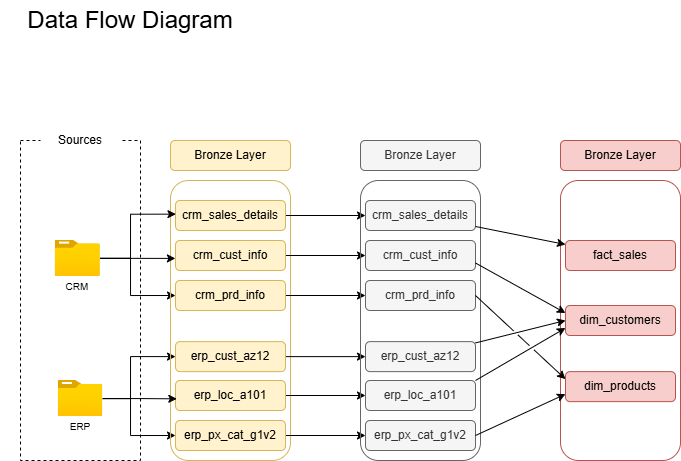 Data Flow Diagram
Sources
Bronze Layer
Bronze Layer
Bronze Layer
CRM
ERP
crm_sales_details
crm_cust_info
crm_prd_info
erp_cust_az12
erp_loc_a101
erp_px_cat_g1v2
crm_sales_details
crm_cust_info
crm_prd_info
erp_cust_az12
erp_loc_a101
erp_px_cat_g1v2
fact_sales
dim_customers
dim_products